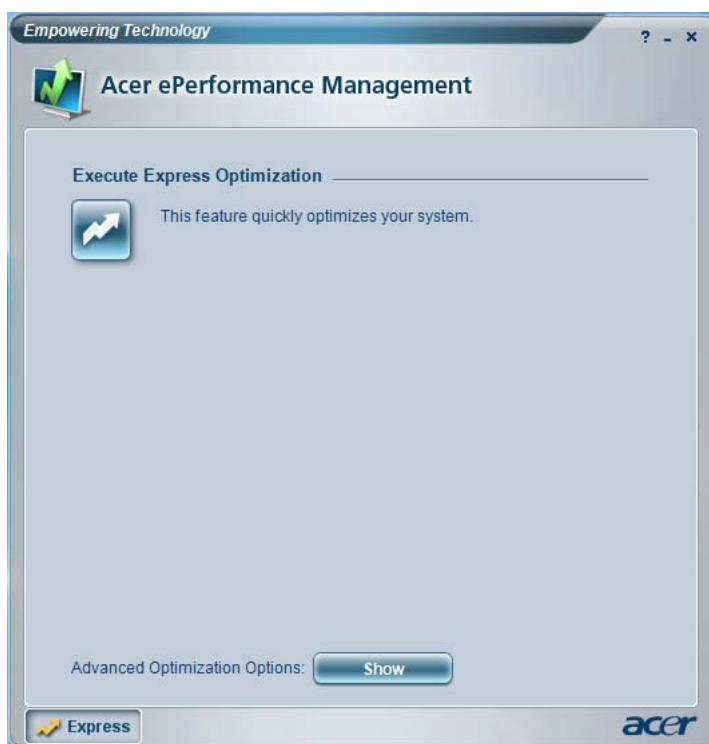 Empowering Technology
? - x
Acer ePerformance Management
Execute Express Optimization
This feature quickly optimizes your system.
Advanced Optimization Options: Show
Express
acer